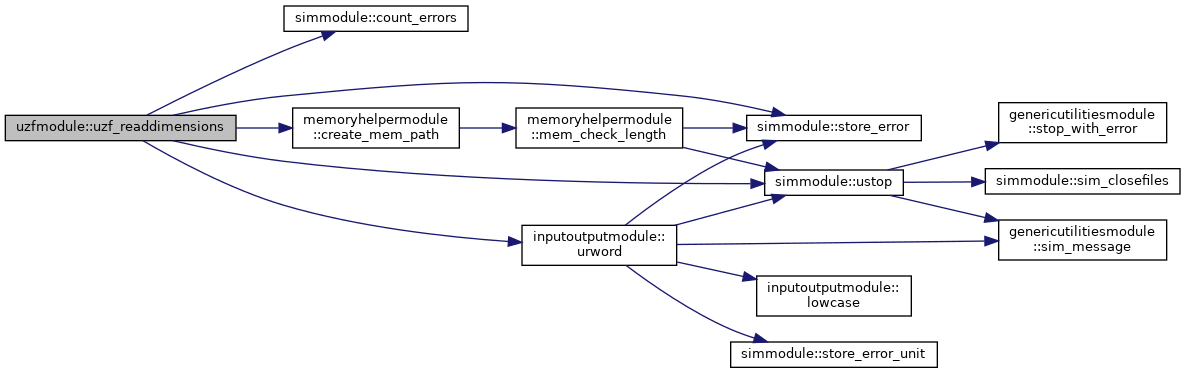 simmodule::count_errors
uzfmodule::uzf_readdimensions
memoryhelpermodule
::create_mem_path
memoryhelpermodule
::mem_check_length
simmodule::store_error
genericutilitiesmodule
::stop_with_error
simmodule::ustop
simmodule::sim_closefiles
inputoutputmodule::
urword
genericutilitiesmodule
::sim_message
inputoutputmodule::
lowcase
simmodule::store_error_unit